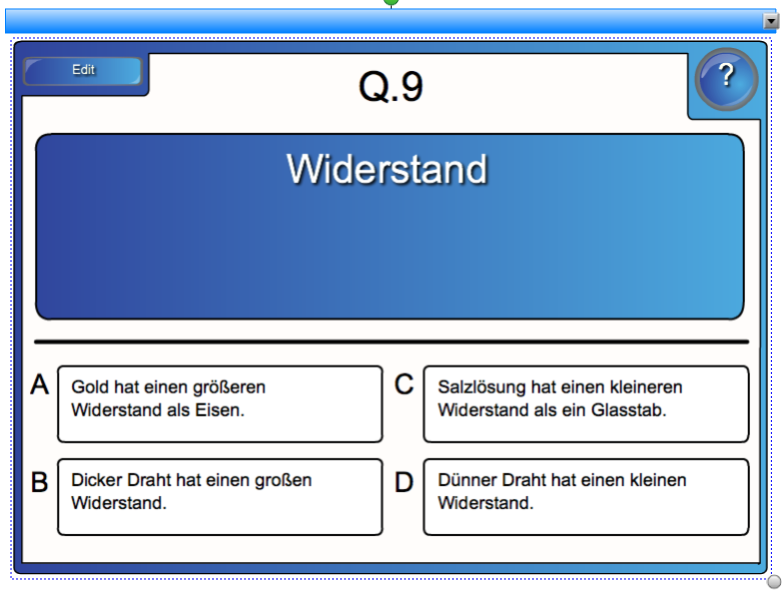 Edit
Q.9
?
Widerstand
A
Gold hat einen größeren
Widerstand als Eisen.
B
Dicker Draht hat einen großen
Widerstand.
C
Salzlösung hat einen kleineren
Widerstand als ein Glasstab.
D
Dünner Draht hat einen kleinen
Widerstand.